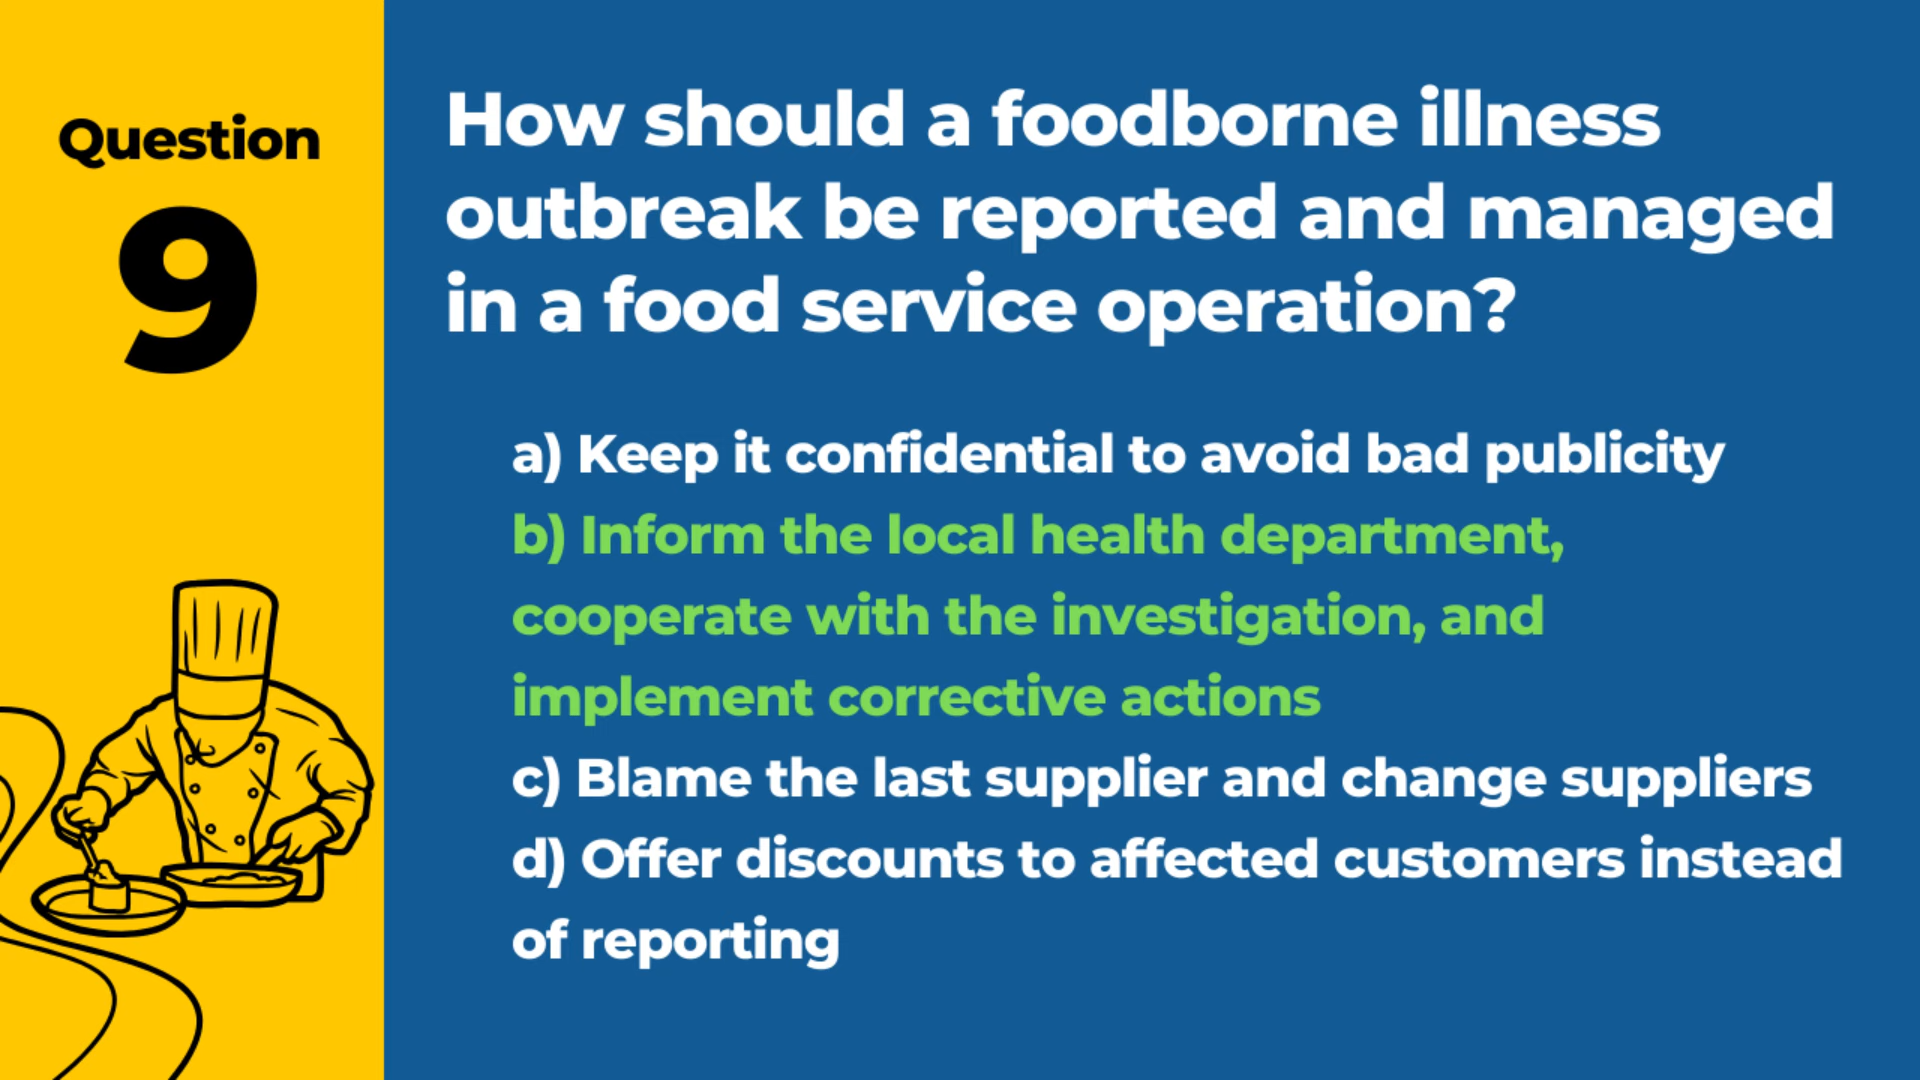 Question
9
How should a foodborne illness
outbreak be reported and managed
in a food service operation?
a) Keep it confidential to avoid bad publicity
b) Inform the local health department,
cooperate with the investigation, and
implement corrective actions
c) Blame the last supplier and change suppliers
d) Offer discounts to affected customers instead
of reporting